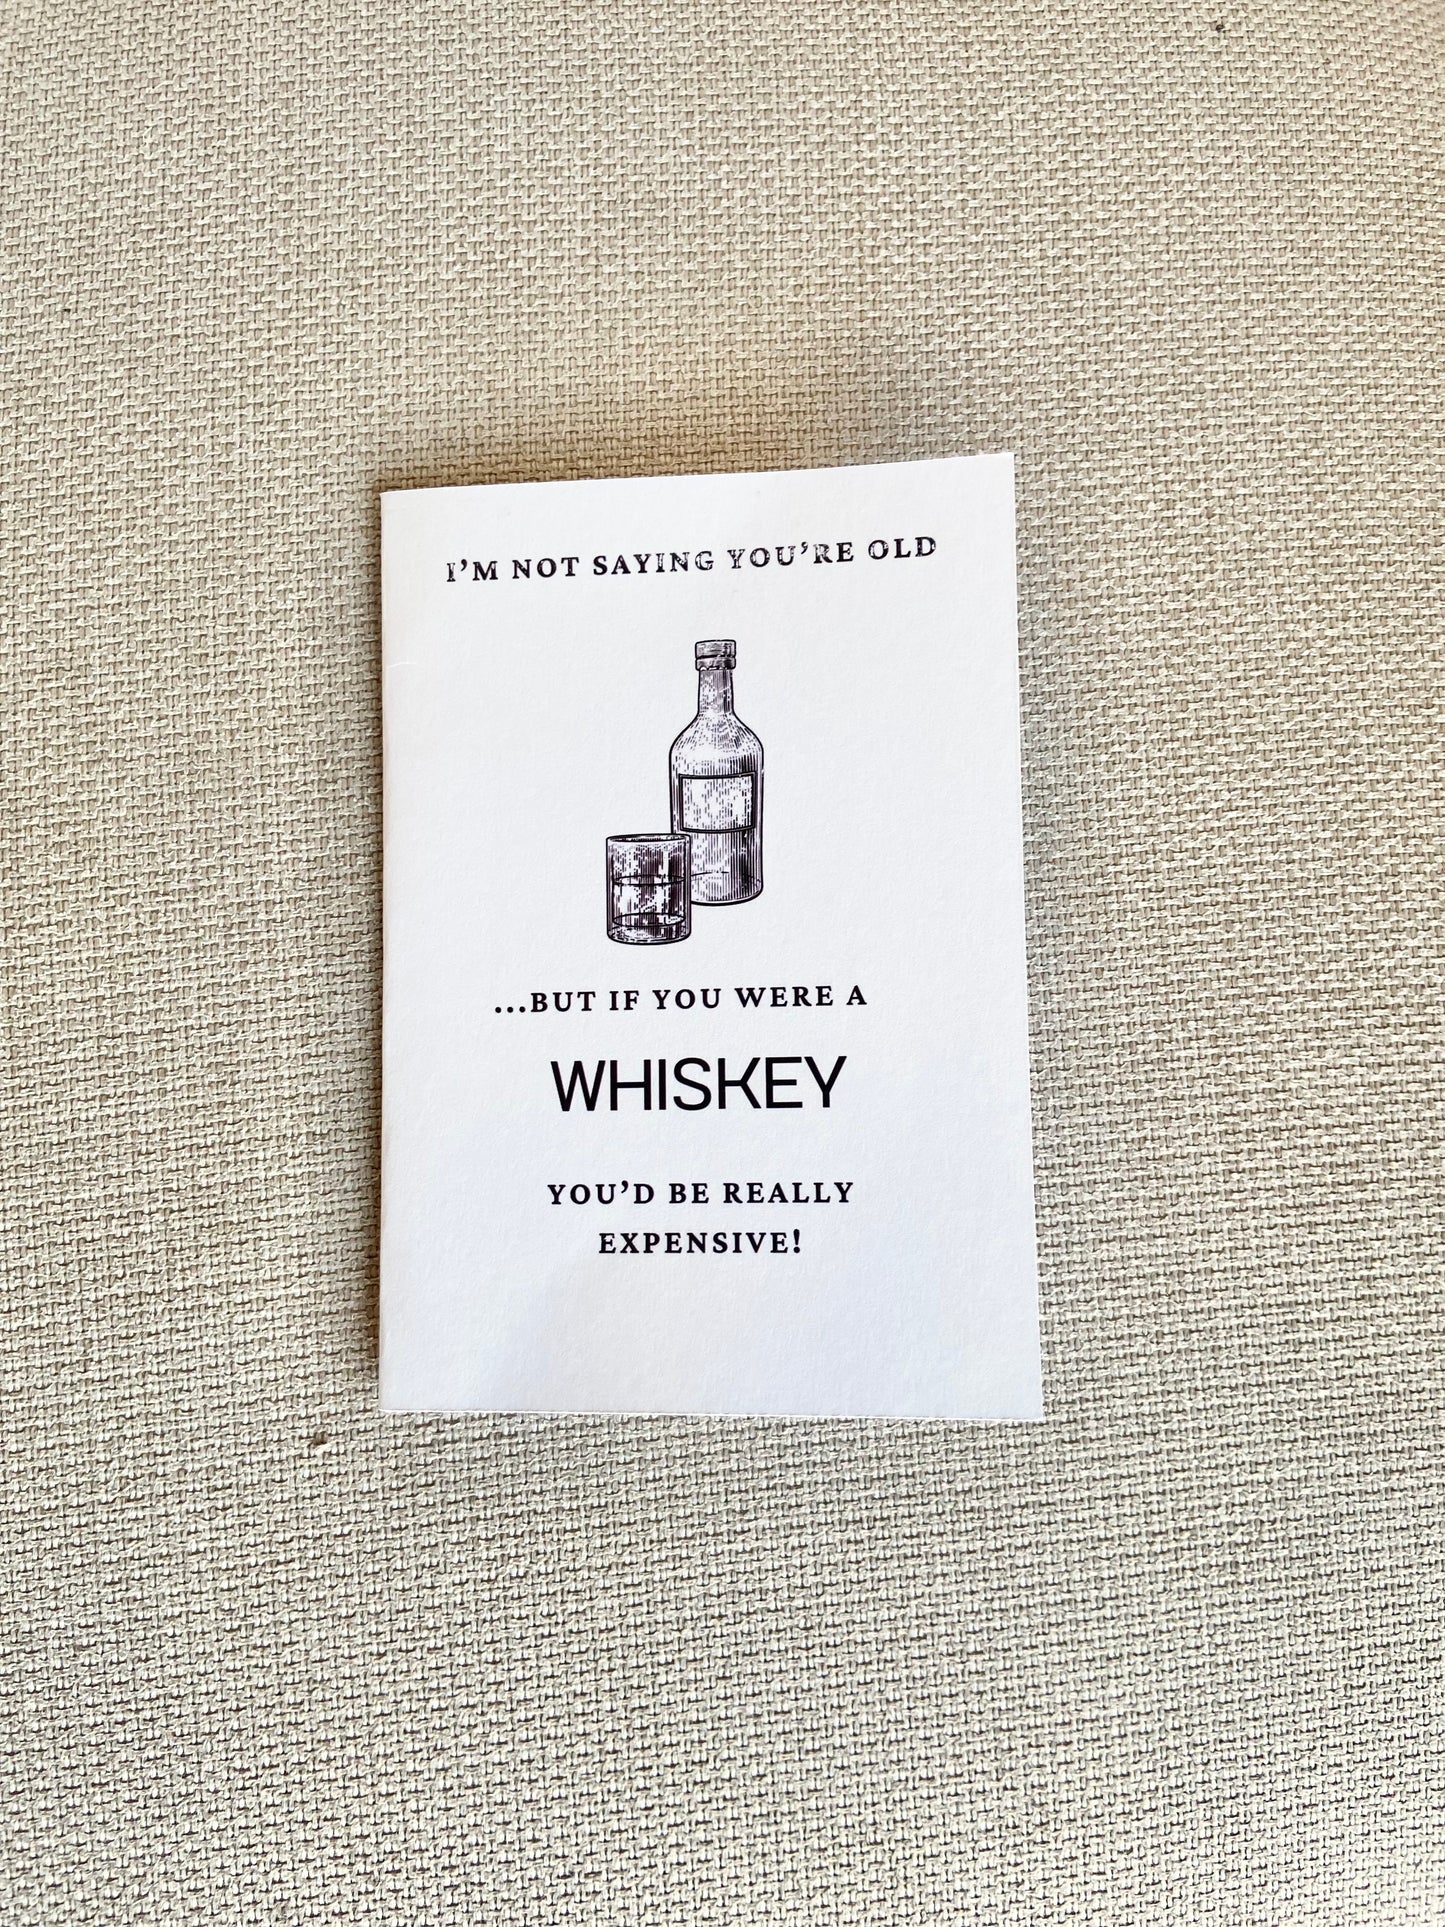 I'M NOT SAYING YOU'RE OLD
...BUT IF YOU WERE A
WHISKEY
YOU'D BE REALLY
EXPENSIVE!